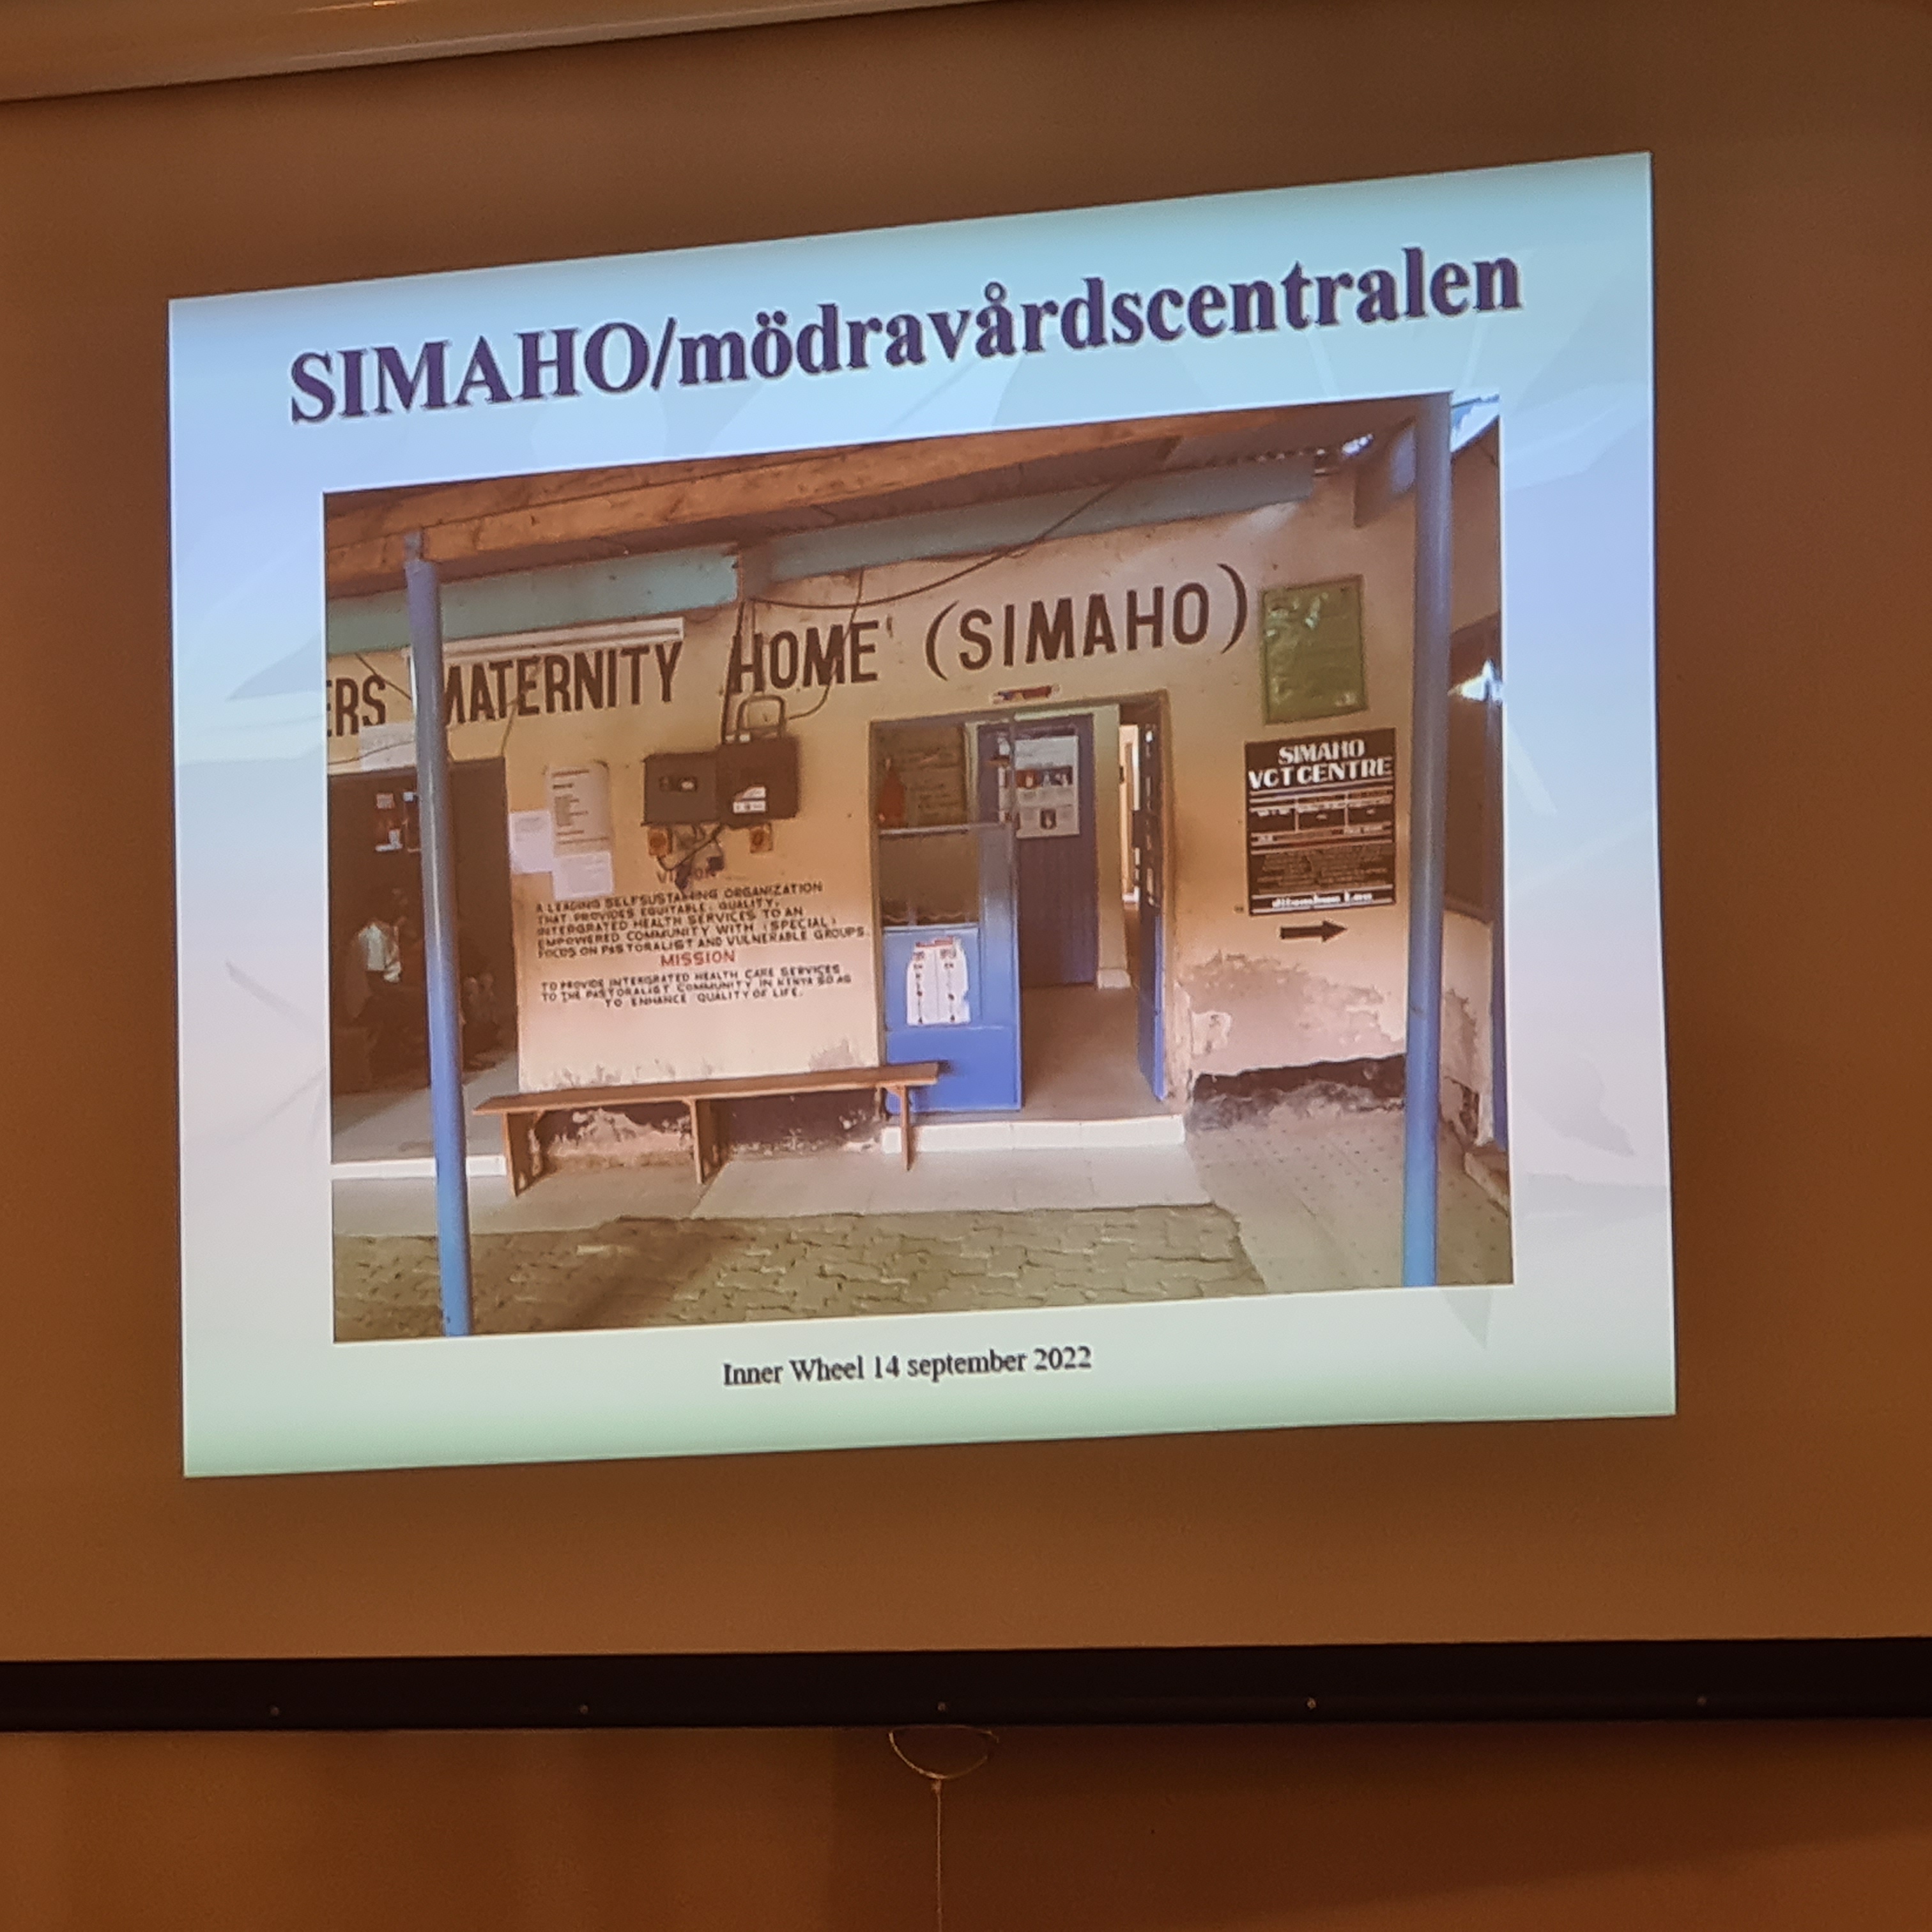 SIMAHO/mödravårdscentralen
ERS MATERNITY HOME (SIMAHO)
SIMAHO
VCT CENTRE
VISION
A LEADING SELFSUSTAINING ORGANIZATION
THAT PROVIDES EQUITABLE, QUALITY,
INTERGRATED HEALTH SERVICES TO AN
EMPOWERED COMMUNITY WITH (SPECIAL)
FOCUS ON PASTORALIST AND VULNERABLE GROUPS.
MISSION
TO PROVIDE INTERGRATED HEALTH CARE SERVICES
TO THE PASTORALIST COMMUNITY IN KENYA SO AS
TO ENHANCE QUALITY OF LIFE.
Inner Wheel 14 september 2022